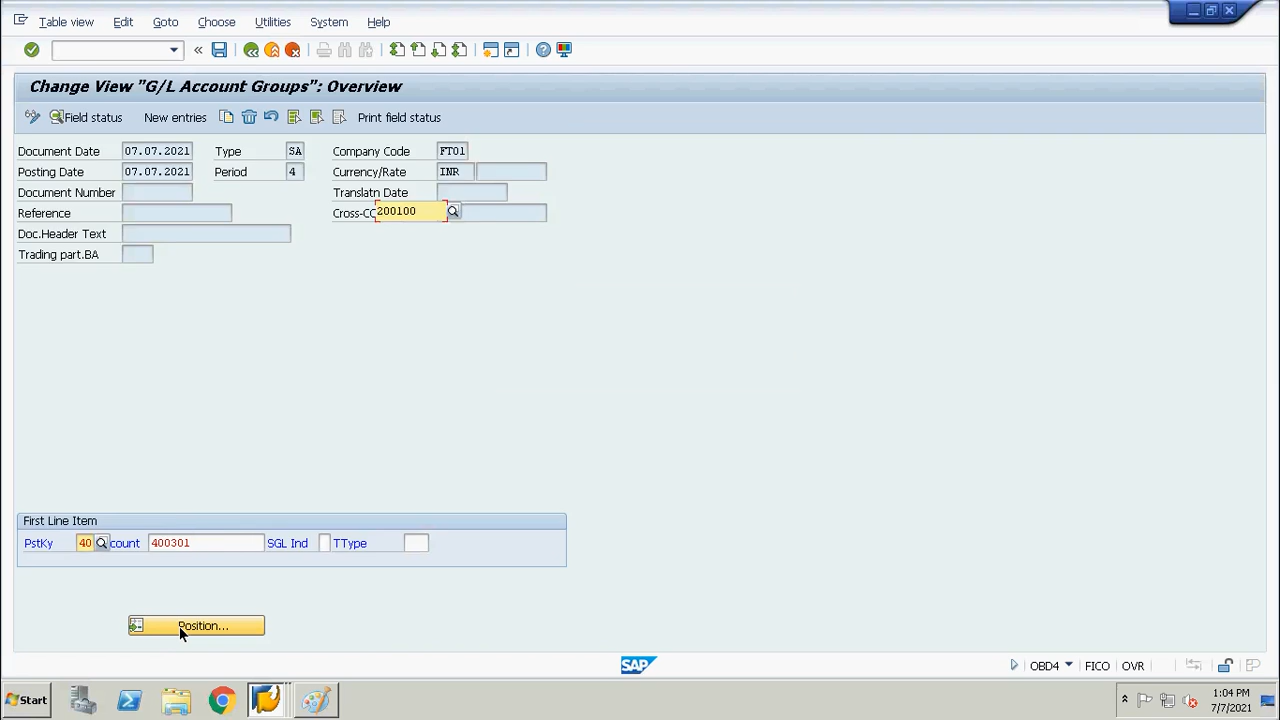 Table view Edit Goto Choose Utilities System Help
Change View "G/L Account Groups": Overview
Field status New entries Print field status
Document Date 07.07.2021 Type SA Company Code FT01
Posting Date 07.07.2021 Period 4 Currency/Rate INR
Document Number Translatn Date
Reference Cross-CC 200100
Doc.Header Text
Trading part.BA
First Line Item
PstKy 40 count 400301 SGL Ind TType
Position...
SAP OBD4 FICO OVR
Start 1:04 PM
7/7/2021